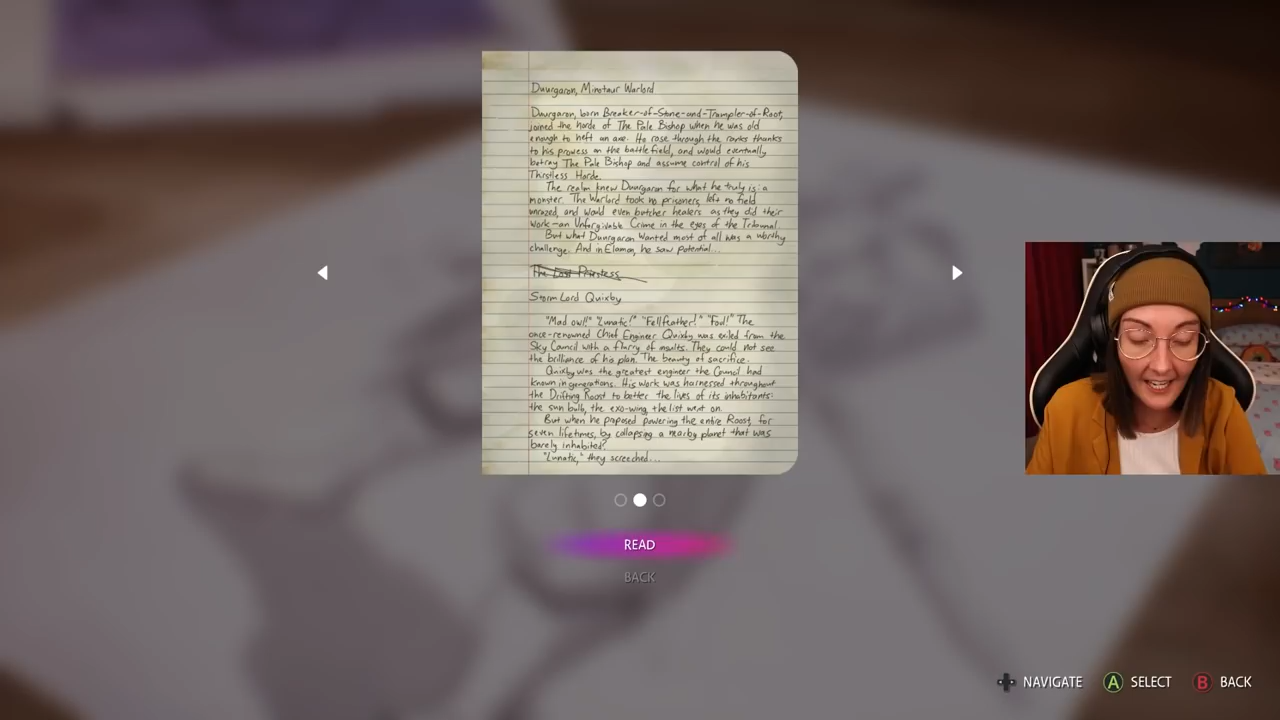 Duurgaron, Minotaur Warlord
Duurgaron, born Breaker-of-Stone-and-Trampler-of-Root,
joined the horde of The Pale Bishop when he was old
enough to heft an axe. He rose through the ranks thanks
to his prowess on the battlefield, and would eventually
betray The Pale Bishop and assume control of his
Thirstless Horde.
The realm knew Duurgaron for what he truly is: a
monster. The Warlord took no prisoners, left no field
unrazed, and would even butcher healers as they did their
work—an Unforgivable Crime in the eyes of the Tribunal.
But what Duurgaron wanted most of all was a worthy
challenge. And in Elamon, he saw potential...
The Lost Priestess
Storm Lord Quixby
"Mad owl!" "Lunatic!" "Fellfeather!" "Fool!" The
once-renowned Chief Engineer Quixby was exiled from the
Sky Council with a flurry of insults. They could not see
the brilliance of his plan. The beauty of sacrifice.
Quixby was the greatest engineer the Council had
known in generations. His work was harnessed throughout
the Drifting Roost to better the lives of its inhabitants:
the sun bulb, the exo-wing, the list went on.
But when he proposed powering the entire Roost, for
seven lifetimes, by collapsing a nearby planet that was
barely inhabited?
"Lunatic," they screeched...
READ
BACK
NAVIGATE A SELECT B BACK